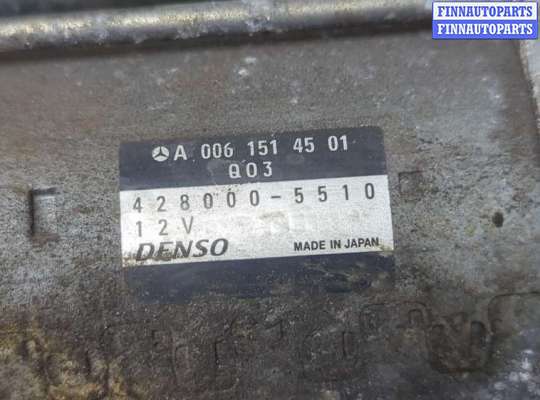 FINNAUTOPARTS
FINNAUTOPARTS
A 006 151 45 01
Q03
428000-5510
12V
DENSO
MADE IN JAPAN